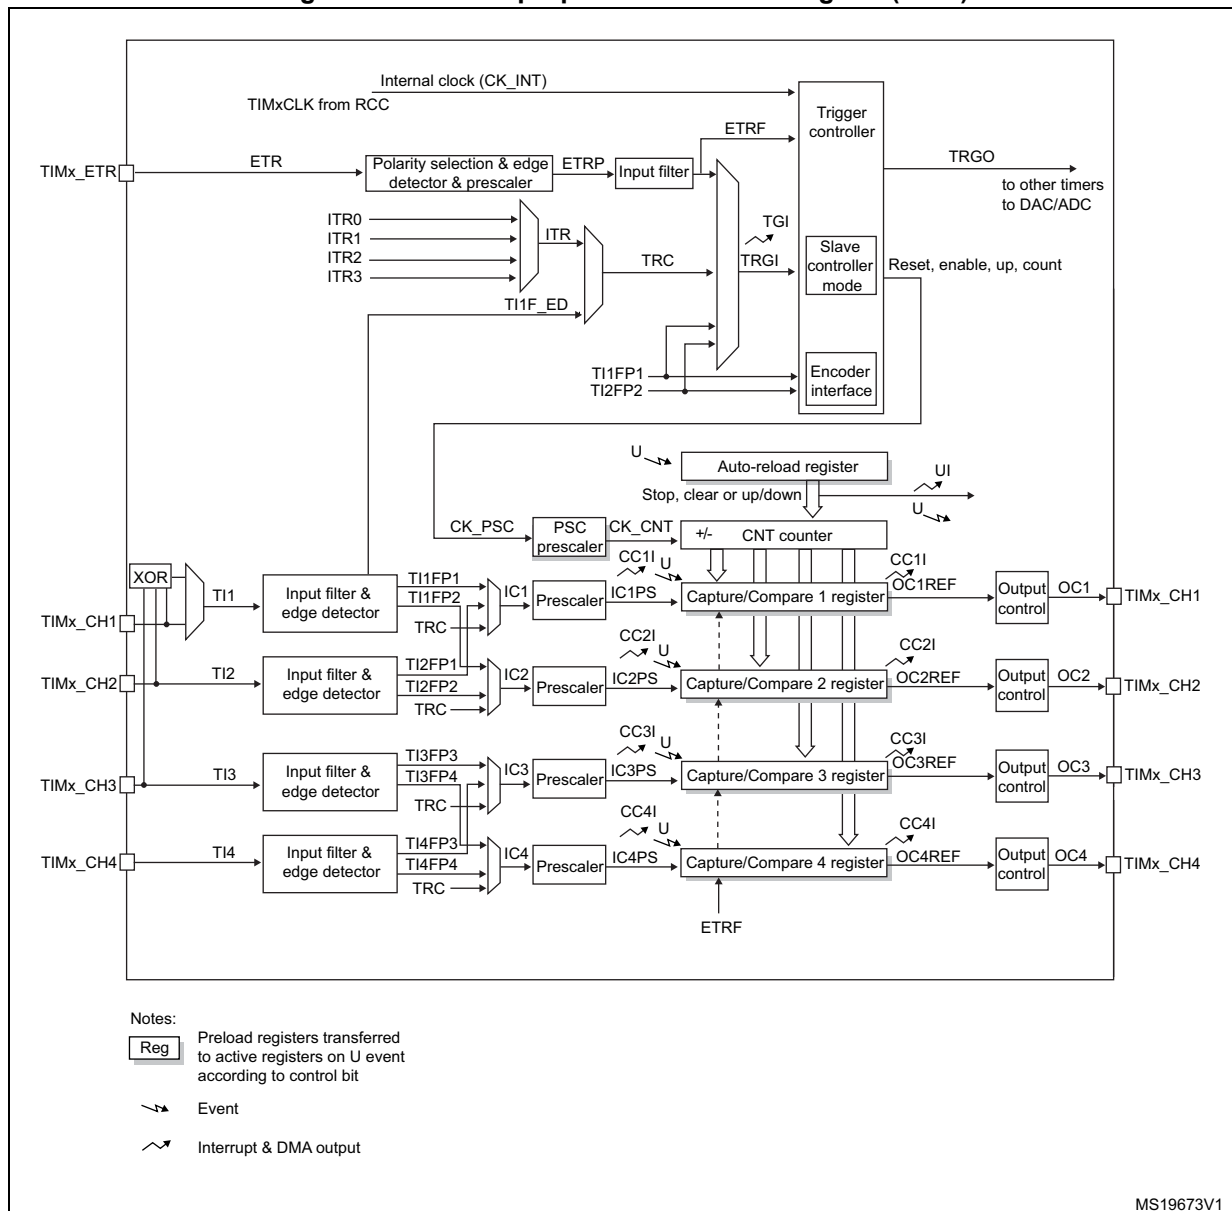 Internal clock (CK_INT)
TIMxCLK from RCC
Trigger
controller
ETRF
TIMx_ETR
ETR
Polarity selection & edge
detector & prescaler
ETRP
Input filter
TRGO
to other timers
to DAC/ADC
ITR0
ITR1
ITR2
ITR3
ITR
TI1F_ED
TRC
TGI
TRGI
Slave
controller
mode
Reset, enable, up, count
TI1FP1
TI2FP2
Encoder
interface
U
Auto-reload register
Stop, clear or up/down
UI
U
CK_PSC
PSC
prescaler
CK_CNT
+/-
CNT counter
XOR
TIMx_CH1
TI1
Input filter &
edge detector
TI1FP1
TI1FP2
TRC
IC1
Prescaler
IC1PS
CC1I
U
Capture/Compare 1 register
CC1I
OC1REF
Output
control
OC1
TIMx_CH1
TIMx_CH2
TI2
Input filter &
edge detector
TI2FP1
TI2FP2
TRC
IC2
Prescaler
IC2PS
CC2I
U
Capture/Compare 2 register
CC2I
OC2REF
Output
control
OC2
TIMx_CH2
TIMx_CH3
TI3
Input filter &
edge detector
TI3FP3
TI3FP4
TRC
IC3
Prescaler
IC3PS
CC3I
U
Capture/Compare 3 register
CC3I
OC3REF
Output
control
OC3
TIMx_CH3
TIMx_CH4
TI4
Input filter &
edge detector
TI4FP3
TI4FP4
TRC
IC4
Prescaler
IC4PS
CC4I
U
Capture/Compare 4 register
CC4I
OC4REF
Output
control
OC4
TIMx_CH4
ETRF
Notes:
Reg
Preload registers transferred
to active registers on U event
according to control bit
Event
Interrupt & DMA output
MS19673V1